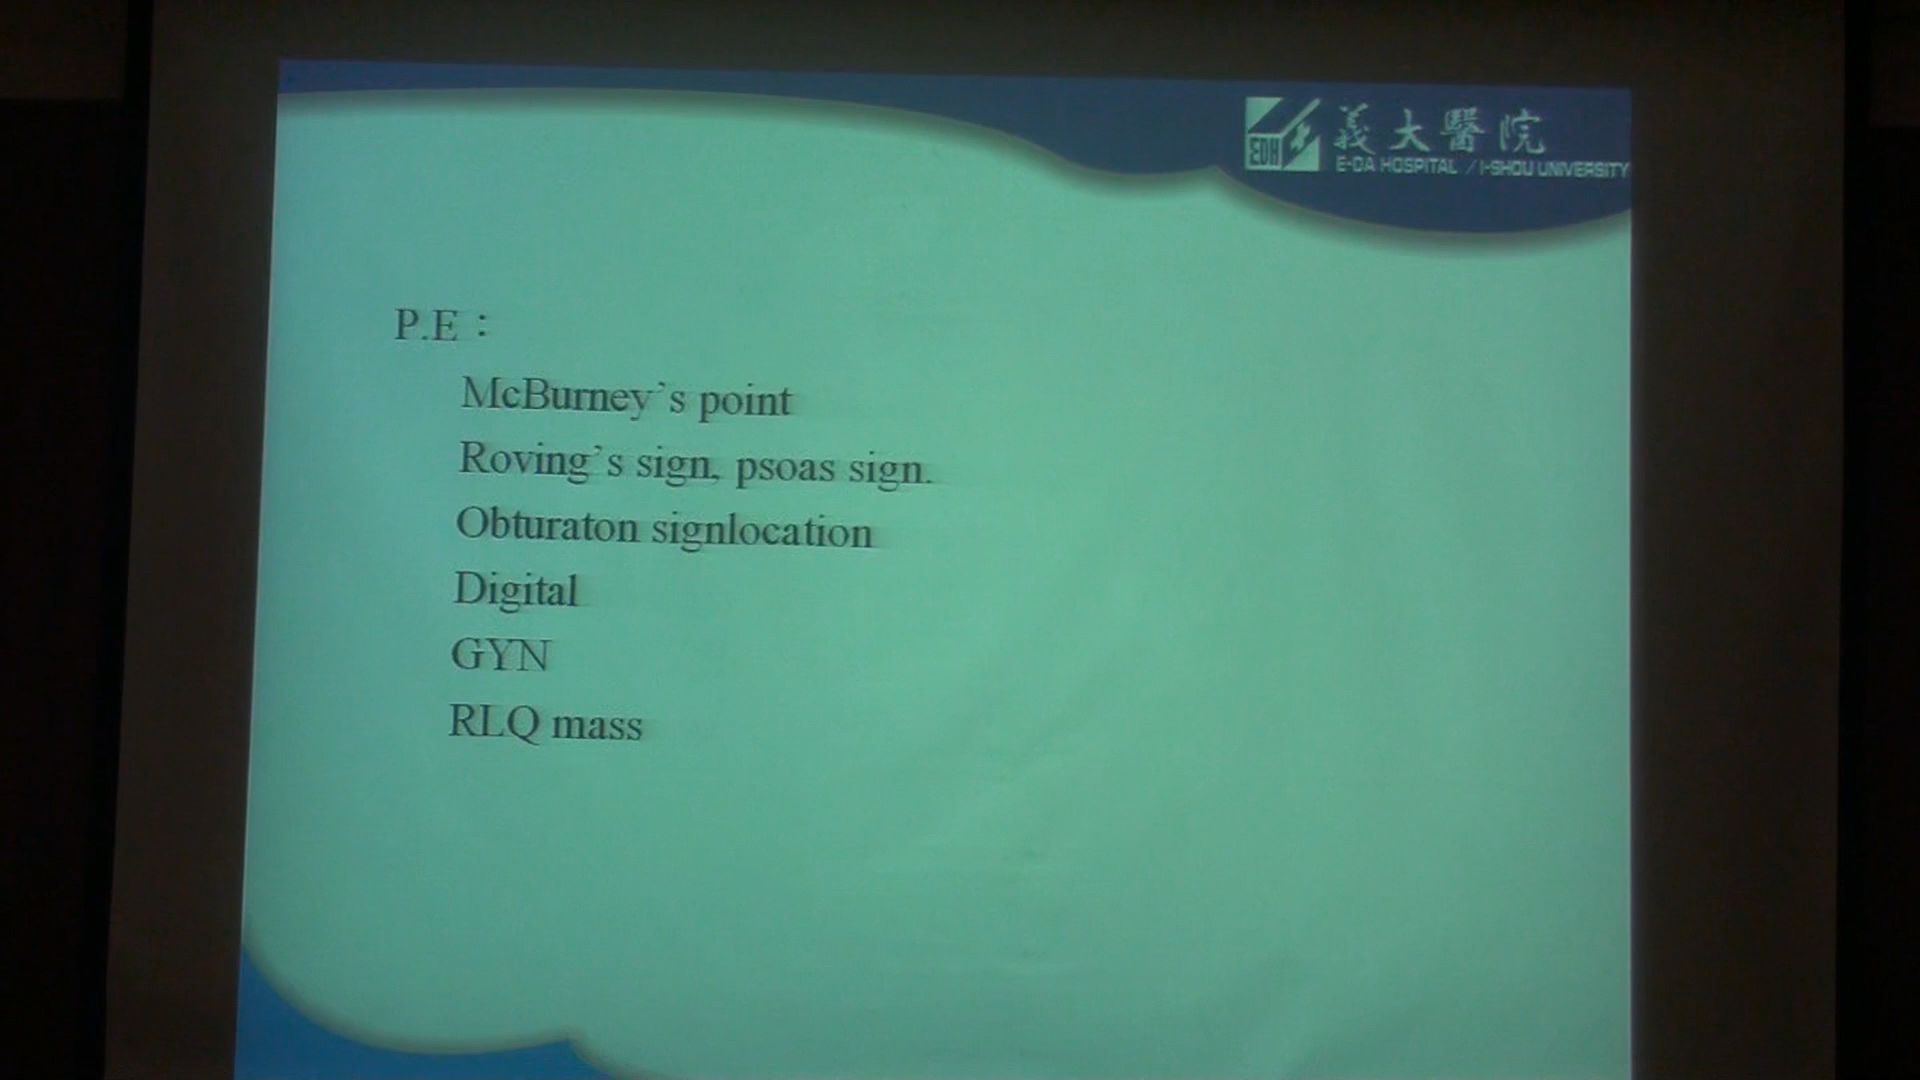 EDH
義大醫院
E-DA HOSPITAL / I-SHOU UNIVERSITY
P.E：
McBurney’s point
Roving’s sign, psoas sign.
Obturaton signlocation
Digital
GYN
RLQ mass